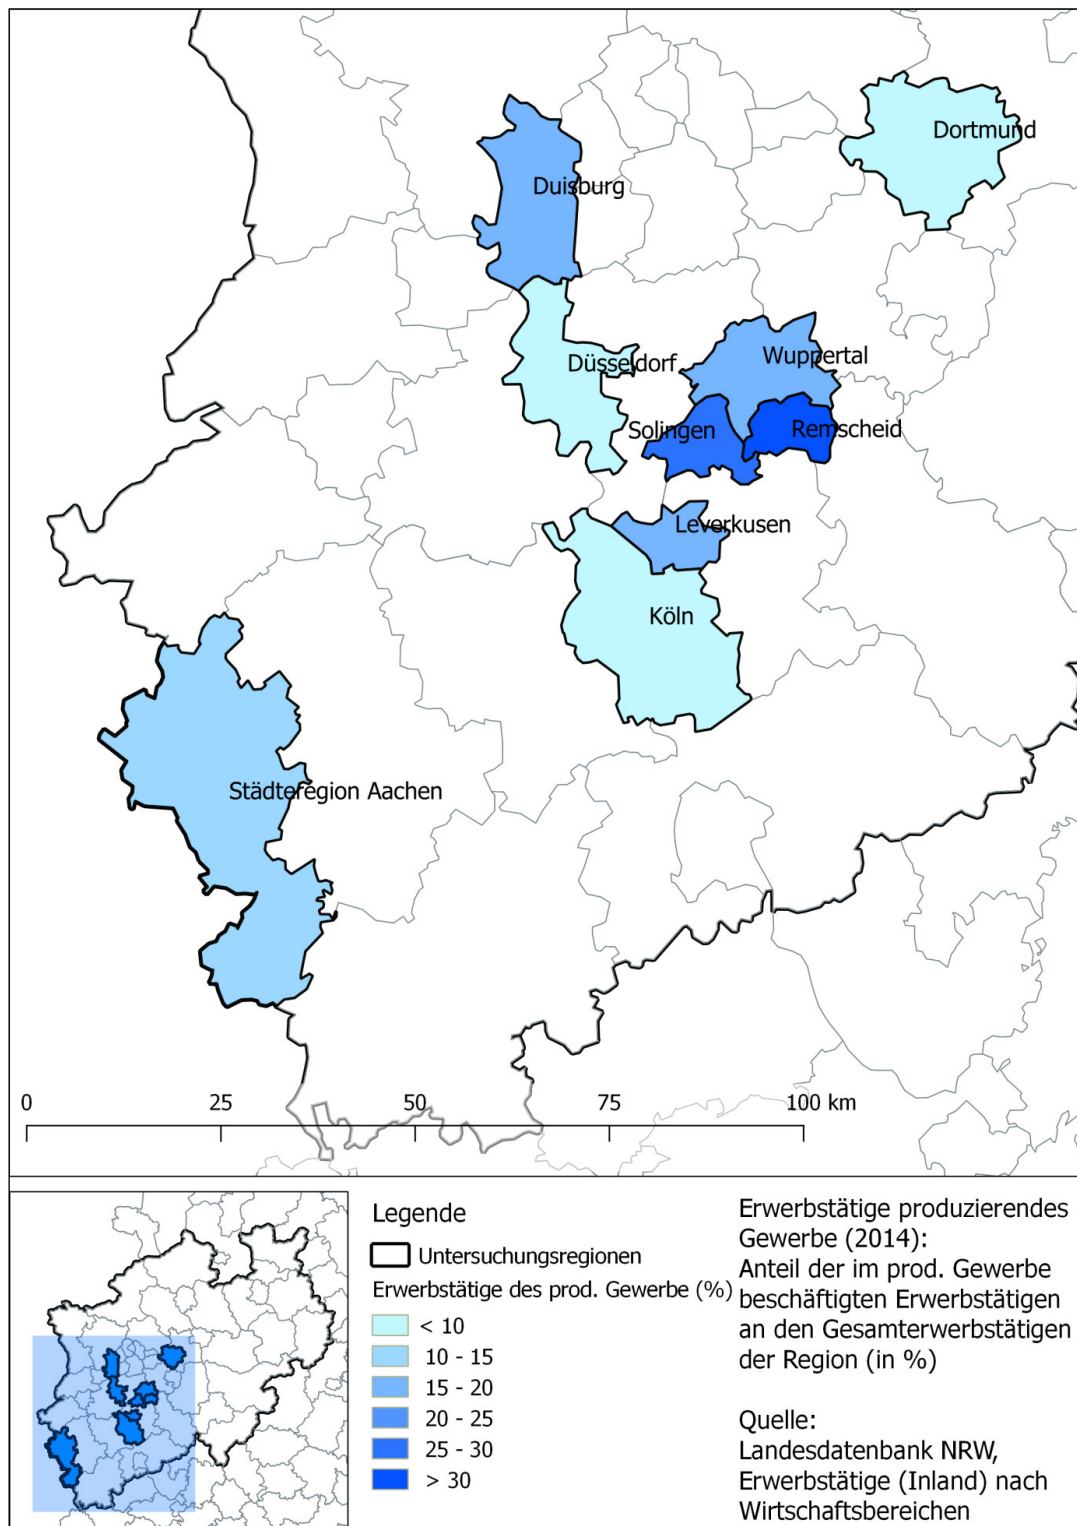 Dortmund
Duisburg
Düsseldorf
Wuppertal
Solingen
Remscheid
Leverkusen
Köln
Städteregion Aachen
0 25 50 75 100 km
Legende
Untersuchungsregionen
Erwerbstätige des prod. Gewerbe (%)
< 10
10 - 15
15 - 20
20 - 25
25 - 30
> 30
Erwerbstätige produzierendes
Gewerbe (2014):
Anteil der im prod. Gewerbe
beschäftigten Erwerbstätigen
an den Gesamterwerbstätigen
der Region (in %)
Quelle:
Landesdatenbank NRW,
Erwerbstätige (Inland) nach
Wirtschaftsbereichen